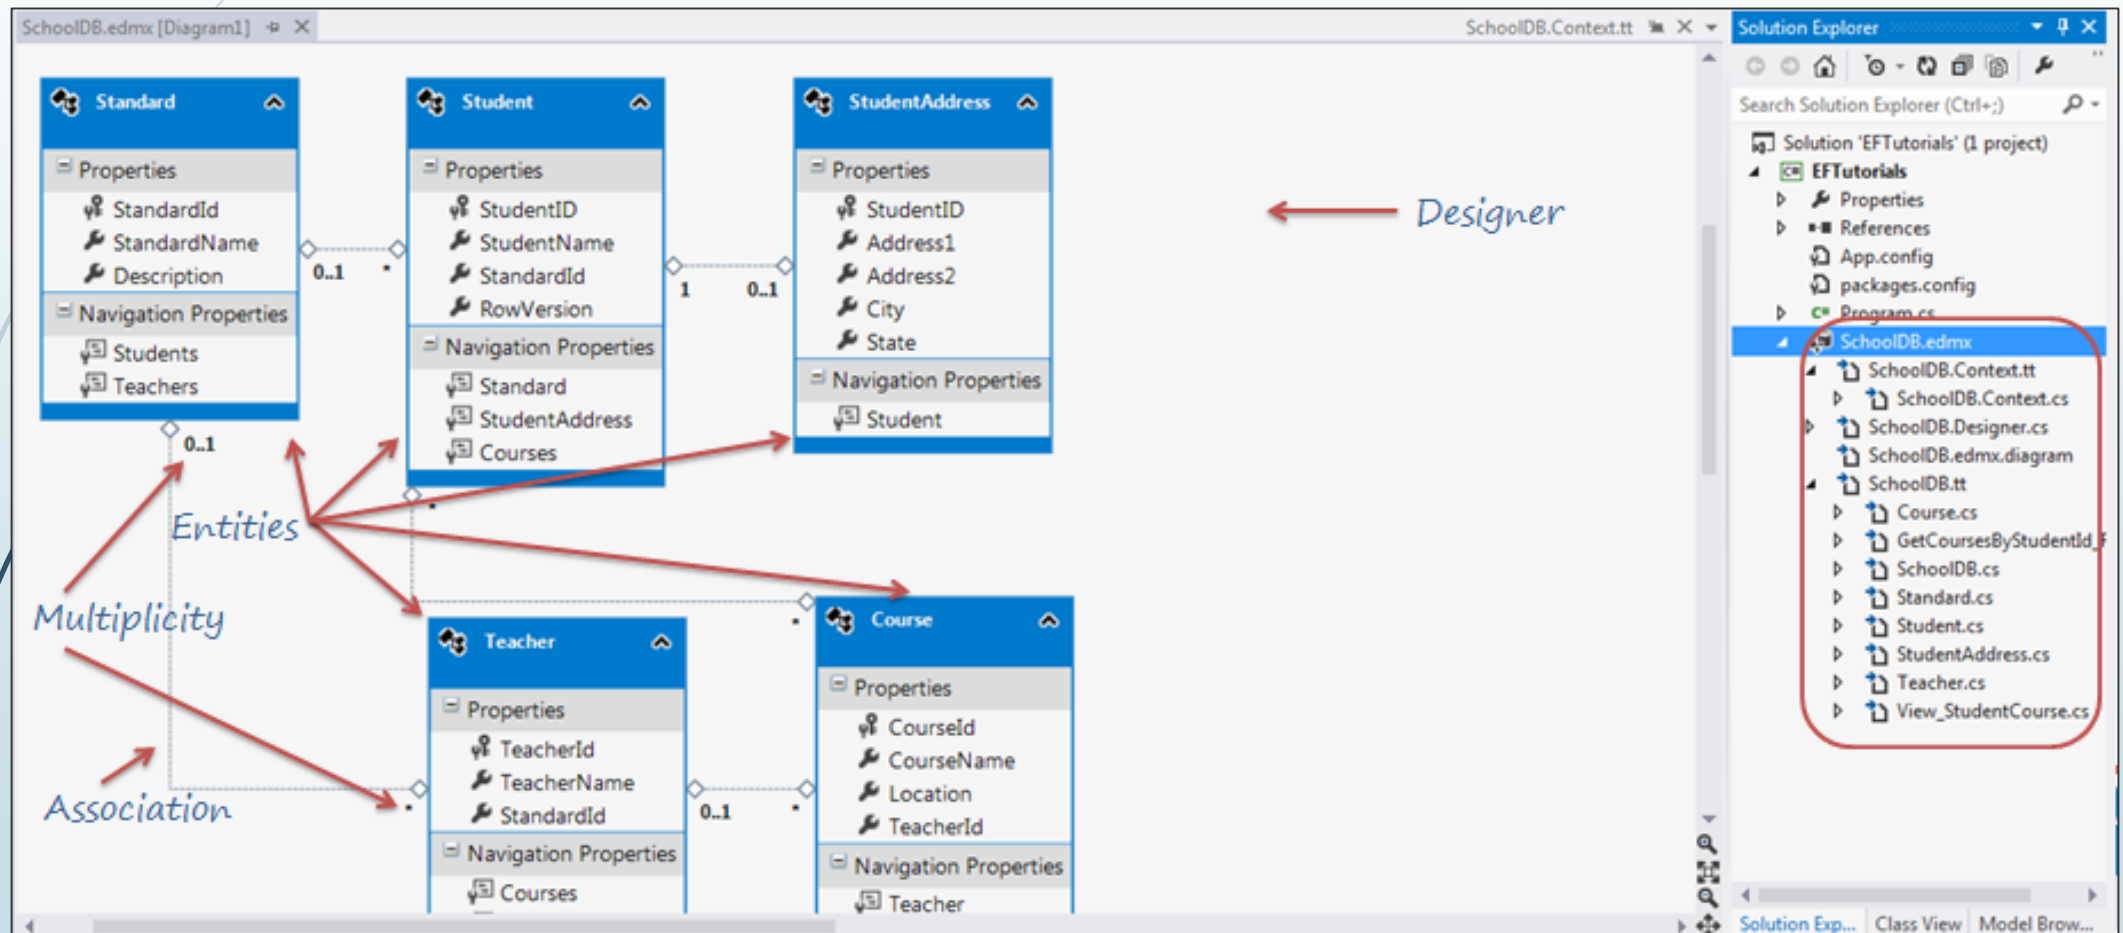 SchoolDB.edmx [Diagram1]
SchoolDB.Context.tt
Standard
Properties
StandardId
StandardName
Description
Navigation Properties
Students
Teachers
0..1
*
Student
Properties
StudentID
StudentName
StandardId
RowVersion
Navigation Properties
Standard
StudentAddress
Courses
1
0..1
StudentAddress
Properties
StudentID
Address1
Address2
City
State
Navigation Properties
Student
Designer
0..1
*
Entities
Multiplicity
Association
*
*
Teacher
Properties
TeacherId
TeacherName
StandardId
Navigation Properties
Courses
0..1
*
Course
Properties
CourseId
CourseName
Location
TeacherId
Navigation Properties
Teacher
Solution Explorer
Search Solution Explorer (Ctrl+;)
Solution 'EFTutorials' (1 project)
C# EFTutorials
Properties
References
App.config
packages.config
C# Program.cs
SchoolDB.edmx
SchoolDB.Context.tt
SchoolDB.Context.cs
SchoolDB.Designer.cs
SchoolDB.edmx.diagram
SchoolDB.tt
Course.cs
GetCoursesByStudentId_
SchoolDB.cs
Standard.cs
Student.cs
StudentAddress.cs
Teacher.cs
View_StudentCourse.cs
Solution Exp... Class View Model Brow...